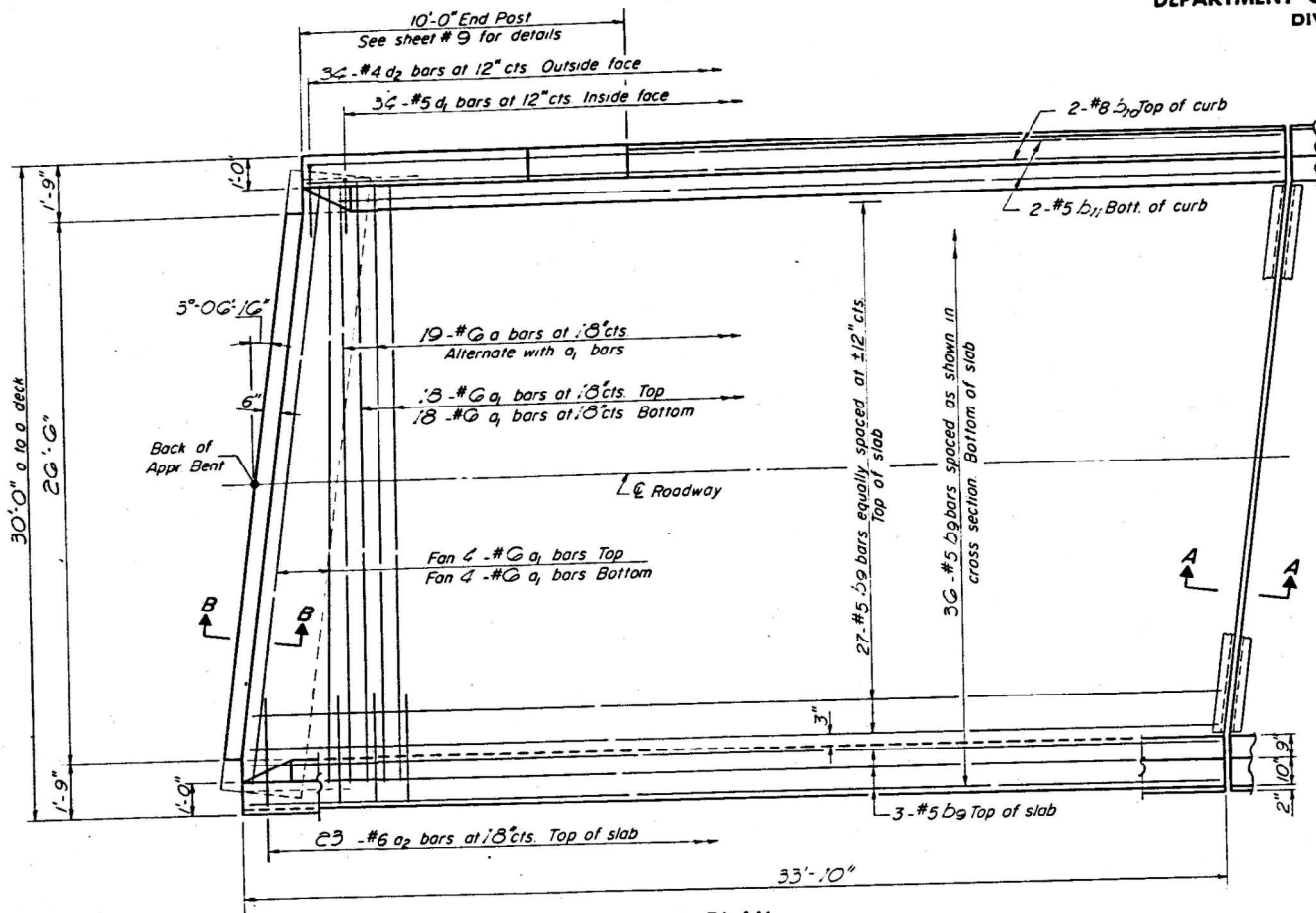 DEPARTMENT
DIV
10'-0" End Post
See sheet # 9 for details
34-#4 d2 bars at 12" cts Outside face
34-#5 d1 bars at 12" cts. Inside face
2-#8 b10 Top of curb
2-#5 b11 Bott. of curb
1'-0"
1'-9"
30'-0" o to o deck
26'-6"
6"
19-#6 a bars at 18" cts.
Alternate with a1 bars
18-#6 a1 bars at 18" cts. Top
18-#6 a1 bars at 18" cts Bottom
Back of
Appr. Bent
℄ Roadway
27-#5 b9 bars equally spaced at ±12" cts.
Top of slab
36-#5 b9 bars spaced as shown in
cross section. Bottom of slab
Fan 4-#6 a1 bars Top
Fan 4-#6 a1 bars Bottom
A
A
B
B
3"
1'-9"
1'-0"
9"
10"
2"
3-#5 b9 Top of slab
23-#6 a2 bars at 18" cts. Top of slab
33'-10"